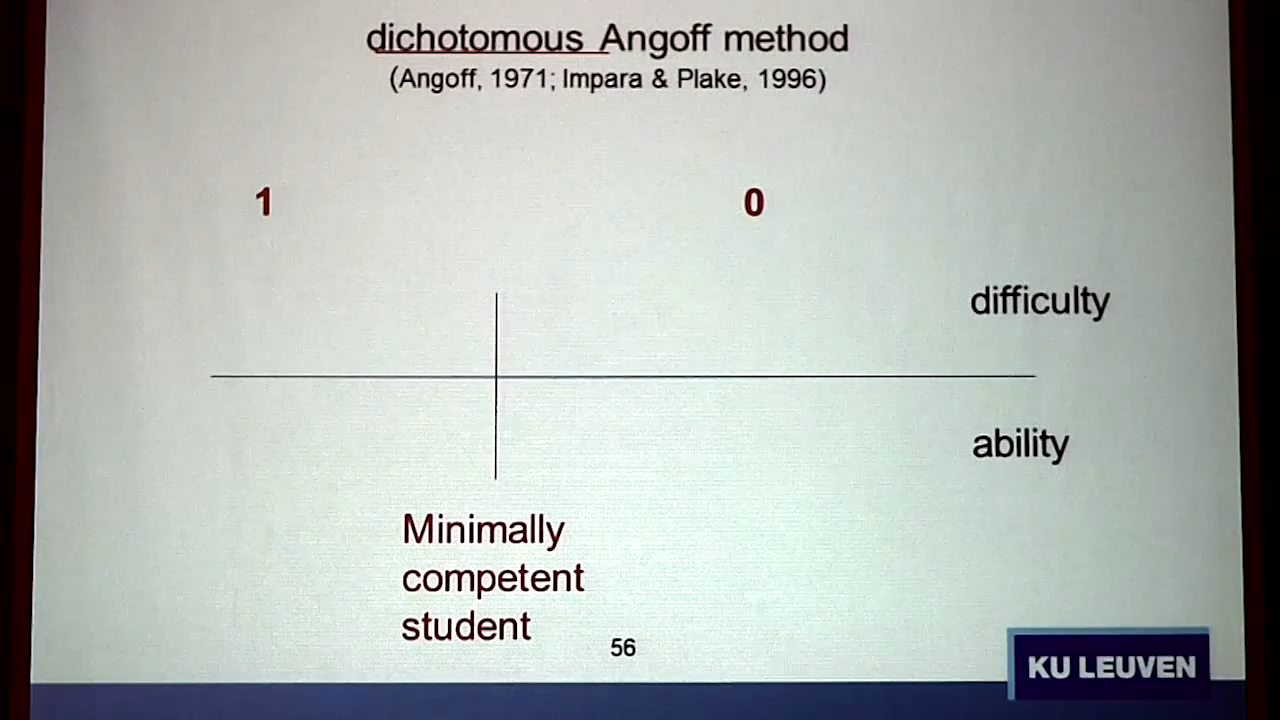 dichotomous Angoff method
(Angoff, 1971; Impara & Plake, 1996)
1
0
difficulty
ability
Minimally
competent
student
56
KU LEUVEN